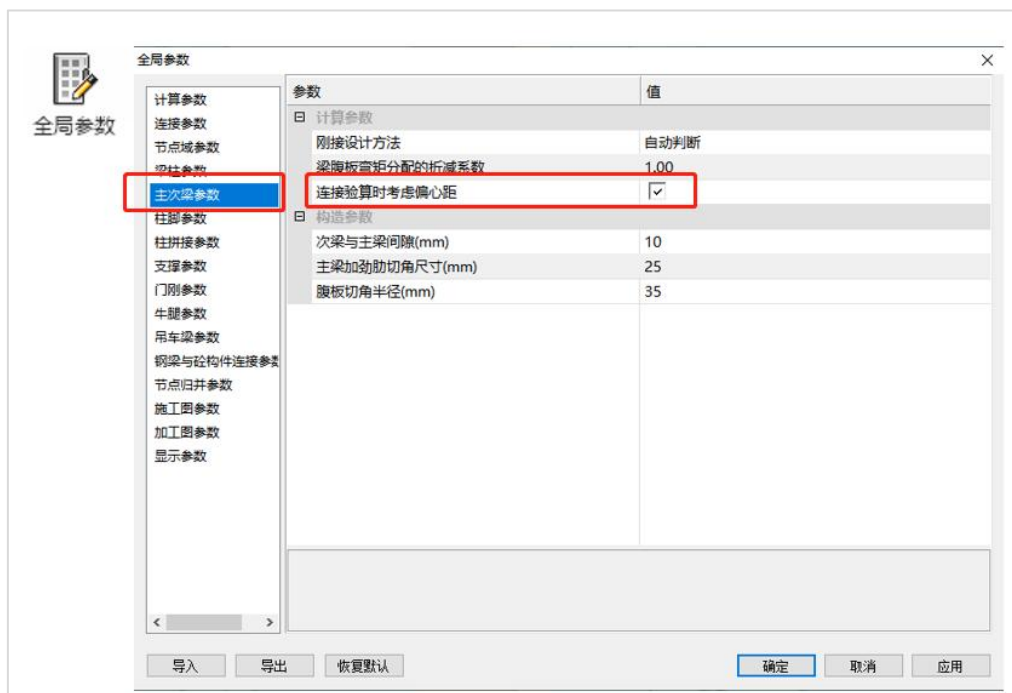 全局参数
全局参数
计算参数
连接参数
节点域参数
梁柱参数
主次梁参数
柱脚参数
柱拼接参数
支撑参数
门刚参数
牛腿参数
吊车梁参数
钢梁与砼构件连接参数
节点归并参数
施工图参数
加工图参数
显示参数
参数 值
计算参数
刚接设计方法 自动判断
梁腹板弯矩分配的折减系数 1.00
连接验算时考虑偏心距
构造参数
次梁与主梁间隙(mm) 10
主梁加劲肋切角尺寸(mm) 25
腹板切角半径(mm) 35
导入 导出 恢复默认 确定 取消 应用